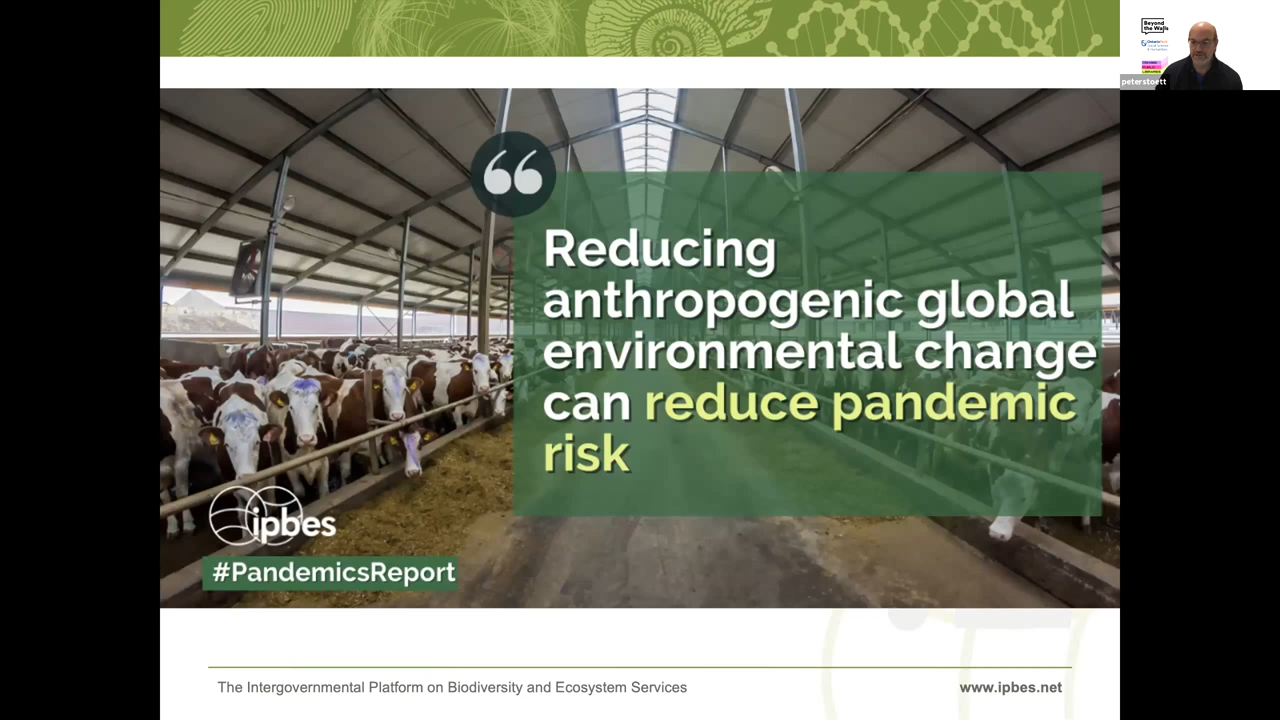 Beyond
the Walls
peterstoett
Reducing
anthropogenic global
environmental change
can reduce pandemic
risk
ipbes
#PandemicsReport
The Intergovernmental Platform on Biodiversity and Ecosystem Services
www.ipbes.net